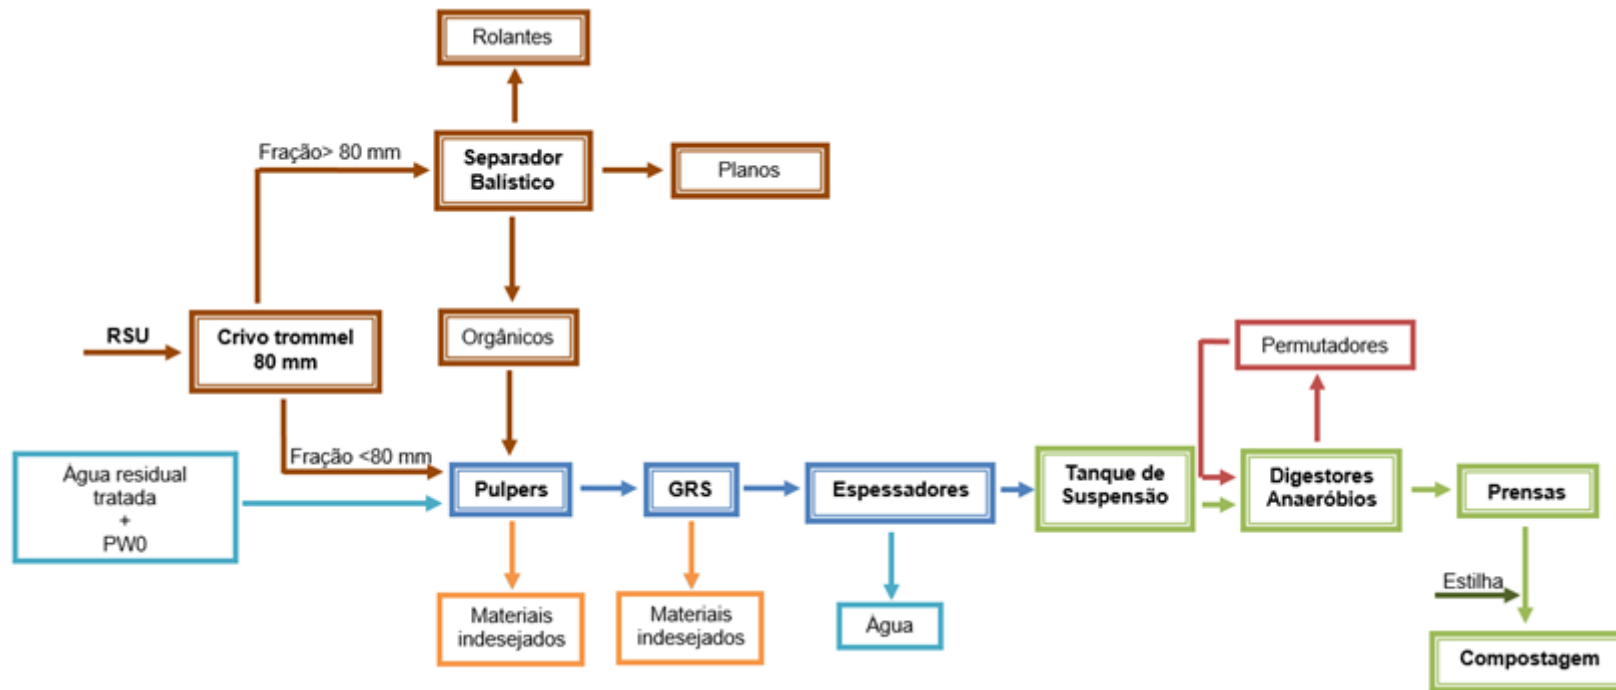 Rolantes
Fração> 80 mm
Separador
Balístico
Planos
RSU
Crivo trommel
80 mm
Orgânicos
Permutadores
Fração <80 mm
Água residual
tratada
+
PW0
Pulpers
GRS
Espessadores
Tanque de
Suspensão
Digestores
Anaeróbios
Prensas
Materiais
indesejados
Materiais
indesejados
Água
Estilha
Compostagem